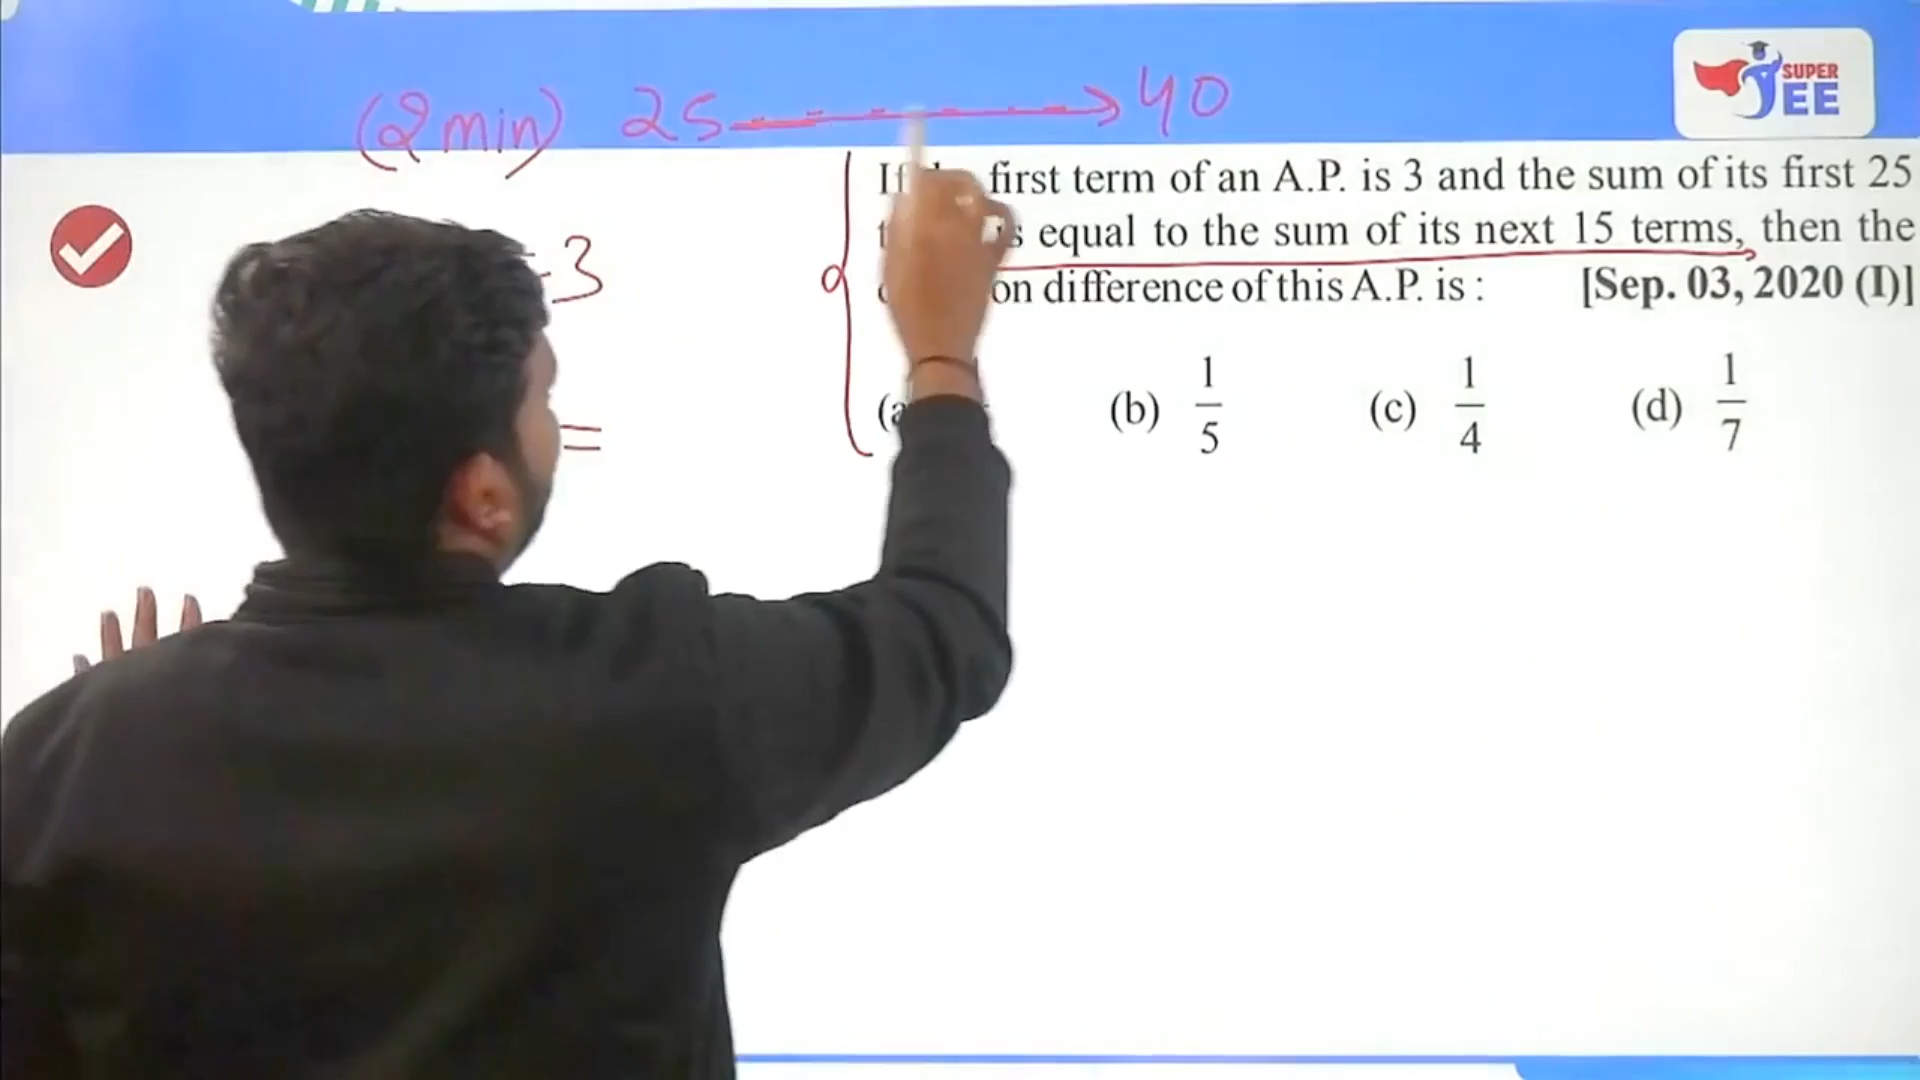 (2 min) 25 → 40
SUPER
JEE
If first term of an A.P. is 3 and the sum of its first 25
equal to the sum of its next 15 terms, then the
difference of this A.P. is : [Sep. 03, 2020 (I)]
= 3
(b) 1/5 (c) 1/4 (d) 1/7
=